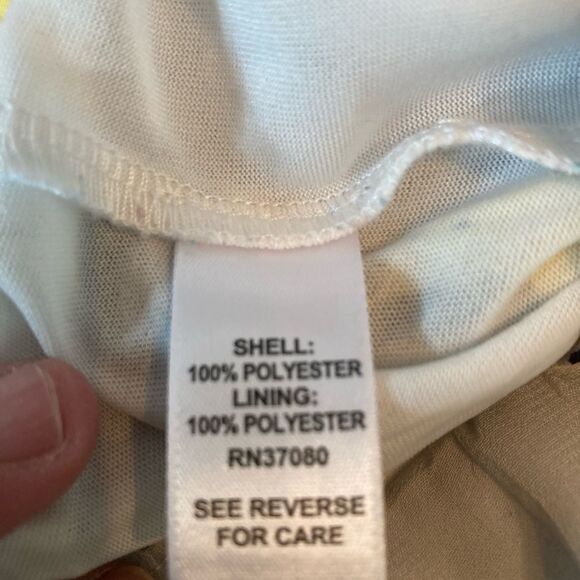 SHELL:
100% POLYESTER
LINING:
100% POLYESTER
RN37080
SEE REVERSE
FOR CARE